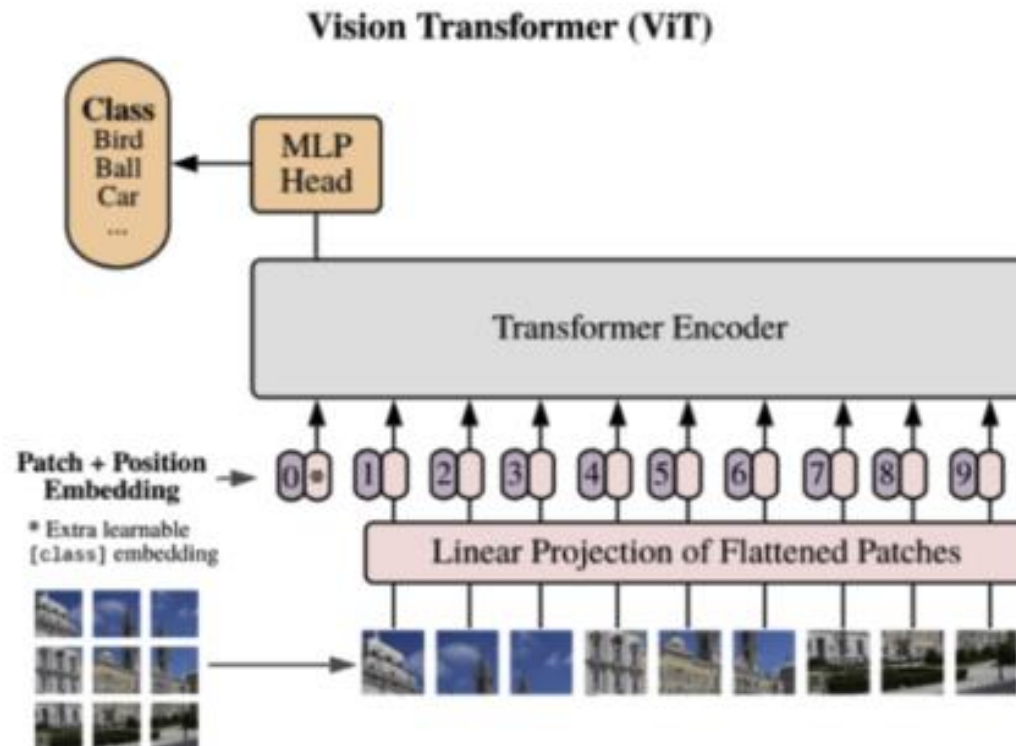 Vision Transformer (ViT)
Class
Bird
Ball
Car
...
MLP
Head
Transformer Encoder
Patch + Position
Embedding
0 * 1 2 3 4 5 6 7 8 9
* Extra learnable
[class] embedding
Linear Projection of Flattened Patches